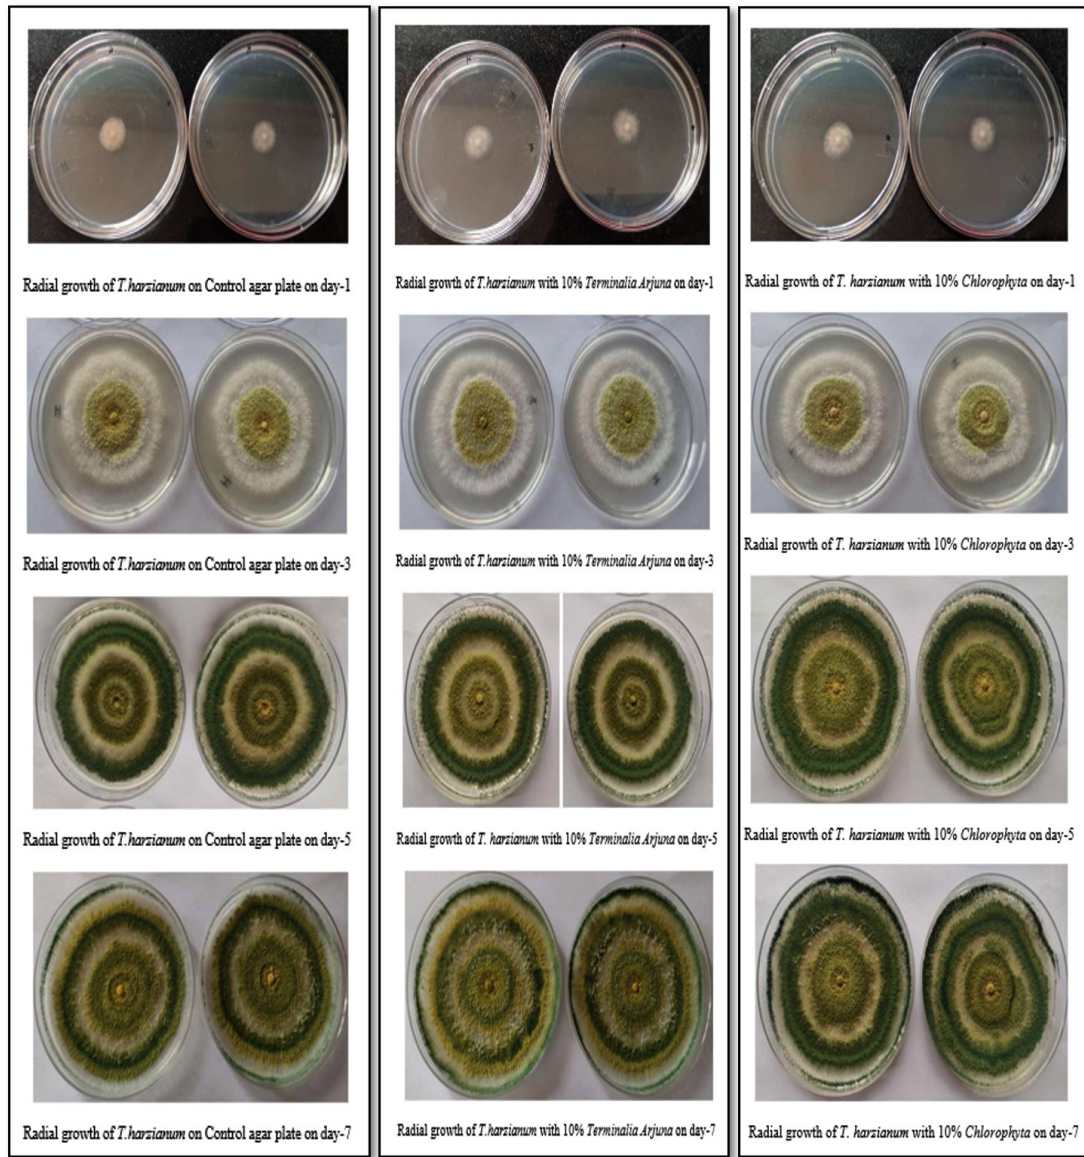 Radial growth of T.harzianum on Control agar plate on day-1
Radial growth of T.harzianum on Control agar plate on day-3
Radial growth of T.harzianum on Control agar plate on day-5
Radial growth of T.harzianum on Control agar plate on day-7
Radial growth of T.harzianum with 10% Terminalia Arjuna on day-1
Radial growth of T.harzianum with 10% Terminalia Arjuna on day-3
Radial growth of T. harzianum with 10% Terminalia Arjuna on day-5
Radial growth of T.harzianum with 10% Terminalia Arjuna on day-7
Radial growth of T. harzianum with 10% Chlorophyta on day-1
Radial growth of T. harzianum with 10% Chlorophyta on day-3
Radial growth of T. harzianum with 10% Chlorophyta on day-5
Radial growth of T. harzianum with 10% Chlorophyta on day-7